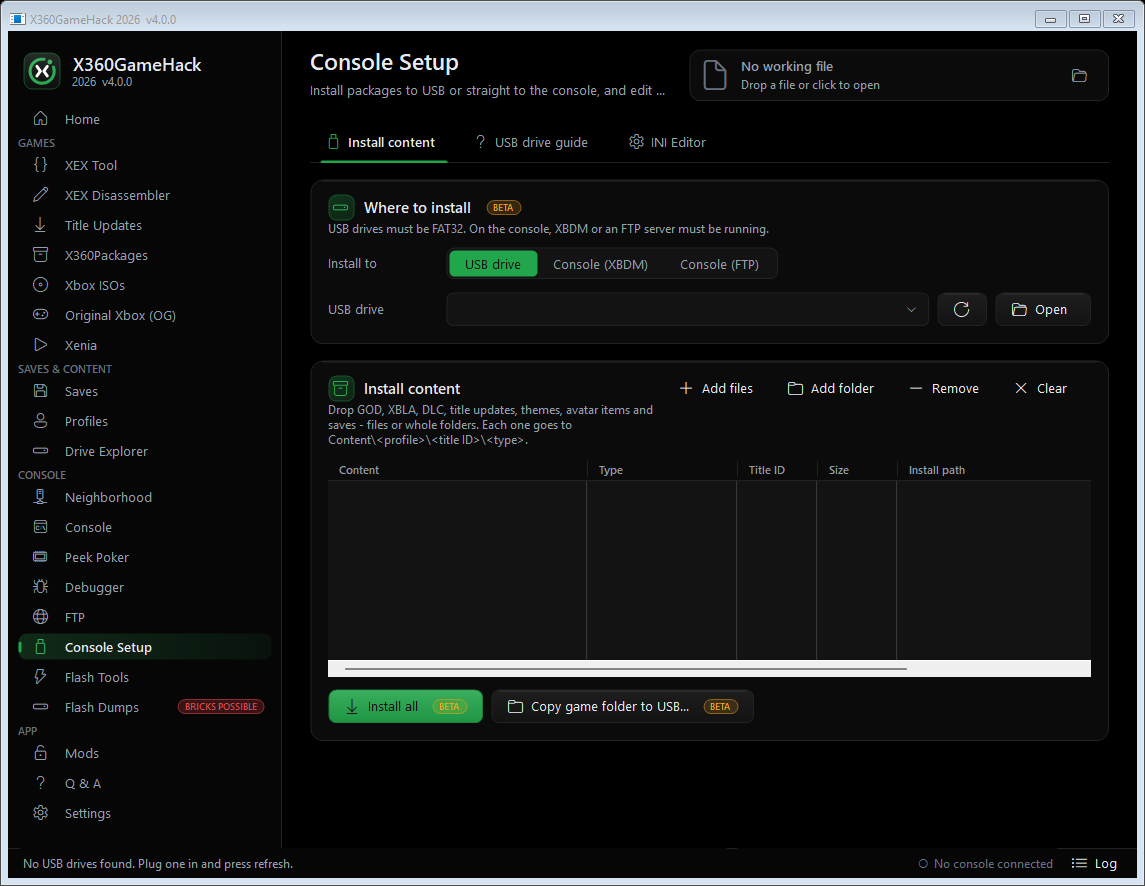 X360GameHack 2026 v4.0.0
X360GameHack
2026 v4.0.0
Home
GAMES
XEX Tool
XEX Disassembler
Title Updates
X360Packages
Xbox ISOs
Original Xbox (OG)
Xenia
SAVES & CONTENT
Saves
Profiles
Drive Explorer
CONSOLE
Neighborhood
Console
Peek Poker
Debugger
FTP
Console Setup
Flash Tools
Flash Dumps BRICKS POSSIBLE
APP
Mods
Q & A
Settings
Console Setup
Install packages to USB or straight to the console, and edit ...
No working file
Drop a file or click to open
Install content USB drive guide INI Editor
Where to install BETA
USB drives must be FAT32. On the console, XBDM or an FTP server must be running.
Install to USB drive Console (XBDM) Console (FTP)
USB drive Open
Install content Add files Add folder Remove Clear
Drop GOD, XBLA, DLC, title updates, themes, avatar items and
saves - files or whole folders. Each one goes to
Content\<profile>\<title ID>\<type>.
Content Type Title ID Size Install path
Install all BETA Copy game folder to USB... BETA
No USB drives found. Plug one in and press refresh. No console connected Log